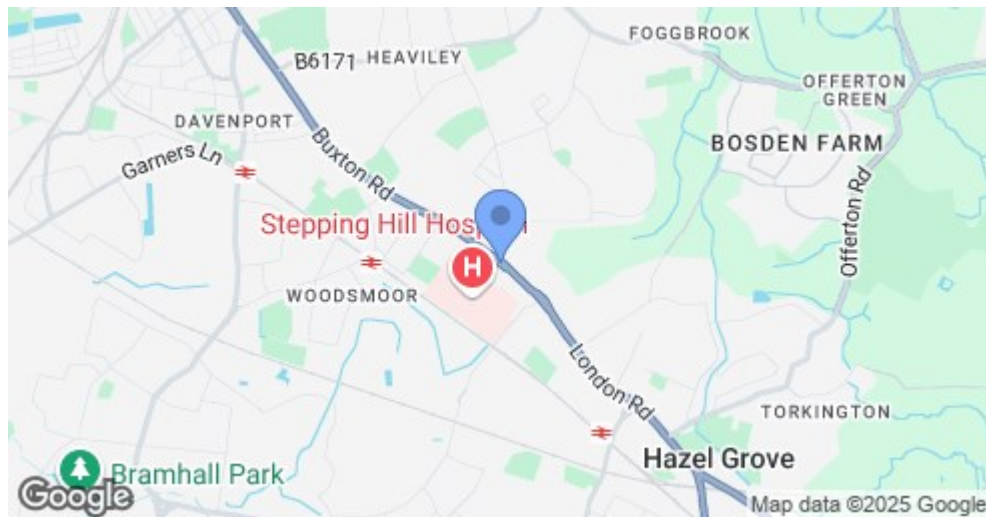 FOGGBROOK
B6171
HEAVILEY
OFFERTON
GREEN
DAVENPORT
BOSDEN FARM
Garners Ln
Buxton Rd
Stepping Hill Hospital
H
Offerton Rd
WOODSMOOR
London Rd
TORKINGTON
Hazel Grove
Bramhall Park
Google
Map data ©2025 Google